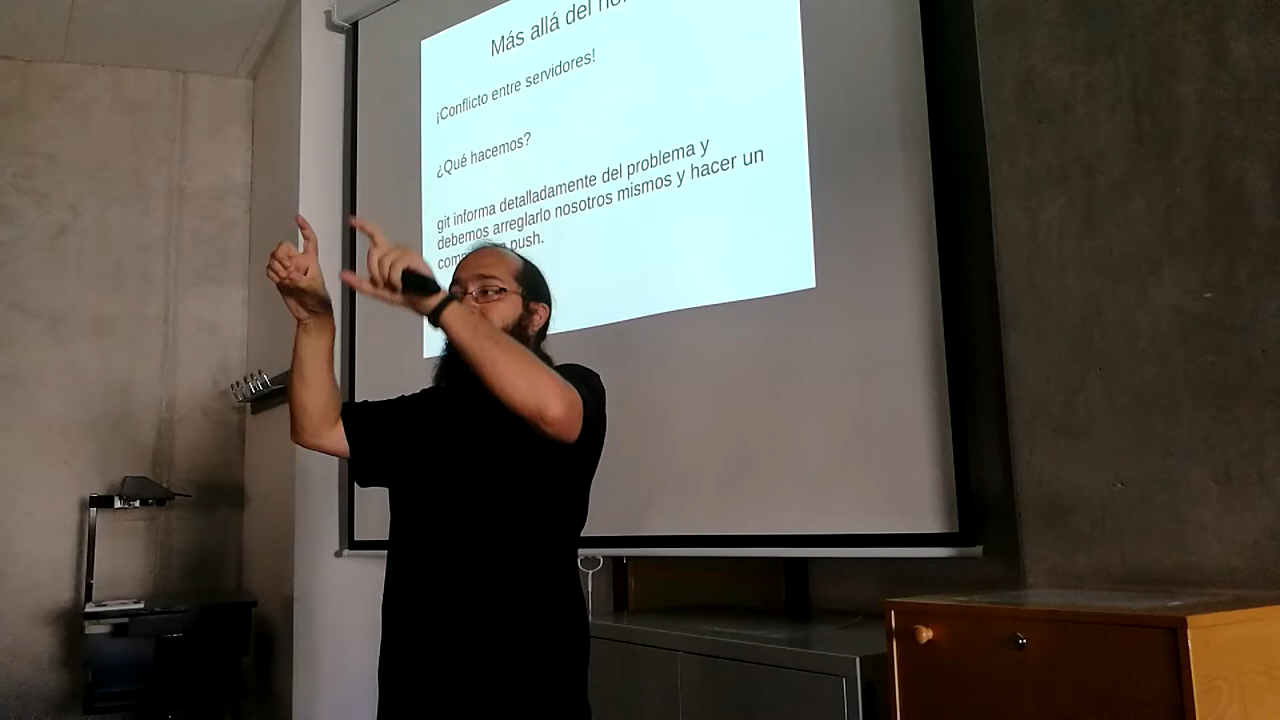 Más allá del
¡Conflicto entre servidores!
¿Qué hacemos?
git informa detalladamente del problema y
debemos arreglarlo nosotros mismos y hacer un
push.